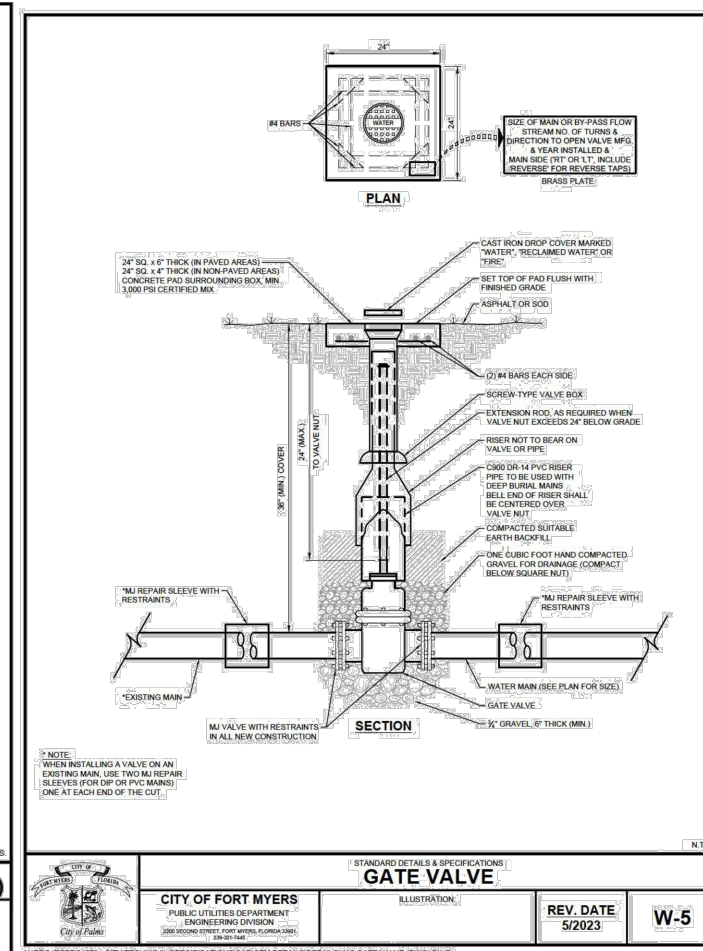 24"
#4 BARS
WATER
24"
SIZE OF MAIN OR BY-PASS FLOW
STREAM NO. OF TURNS &
DIRECTION TO OPEN VALVE MFG.
& YEAR INSTALLED &
MAIN SIDE ('RT' OR 'LT', INCLUDE
'REVERSE' FOR REVERSE TAPS)
BRASS PLATE
PLAN
24" SQ. x 6" THICK (IN PAVED AREAS)
24" SQ. x 4" THICK (IN NON-PAVED AREAS)
CONCRETE PAD SURROUNDING BOX, MIN.
3,000 PSI CERTIFIED MIX
CAST IRON DROP COVER MARKED
"WATER", "RECLAIMED WATER" OR
"FIRE"
SET TOP OF PAD FLUSH WITH
FINISHED GRADE
ASPHALT OR SOD
(2) #4 BARS EACH SIDE
SCREW-TYPE VALVE BOX
EXTENSION ROD, AS REQUIRED WHEN
VALVE NUT EXCEEDS 24" BELOW GRADE
RISER NOT TO BEAR ON
VALVE OR PIPE
C900 DR-14 PVC RISER
PIPE TO BE USED WITH
DEEP BURIAL MAINS
BELL END OF RISER SHALL
BE CENTERED OVER
VALVE NUT
COMPACTED SUITABLE
EARTH BACKFILL
ONE CUBIC FOOT HAND COMPACTED
GRAVEL FOR DRAINAGE (COMPACT
BELOW SQUARE NUT)
36" (MIN.) COVER
24" (MAX.)
TO VALVE NUT
*MJ REPAIR SLEEVE WITH
RESTRAINTS
*MJ REPAIR SLEEVE WITH
RESTRAINTS
*EXISTING MAIN
WATER MAIN (SEE PLAN FOR SIZE)
GATE VALVE
MJ VALVE WITH RESTRAINTS
IN ALL NEW CONSTRUCTION
SECTION
¾" GRAVEL, 6" THICK (MIN.)
* NOTE:
WHEN INSTALLING A VALVE ON AN
EXISTING MAIN, USE TWO MJ REPAIR
SLEEVES (FOR DIP OR PVC MAINS)
ONE AT EACH END OF THE CUT.
N.T
S.
)
CITY OF
FORT MYERS FLORIDA
City of Palms
STANDARD DETAILS & SPECIFICATIONS
GATE VALVE
CITY OF FORT MYERS
PUBLIC UTILITIES DEPARTMENT
ENGINEERING DIVISION
2200 SECOND STREET, FORT MYERS, FLORIDA 33901
239-321-7445
ILLUSTRATION:
REV. DATE
5/2023
W-5